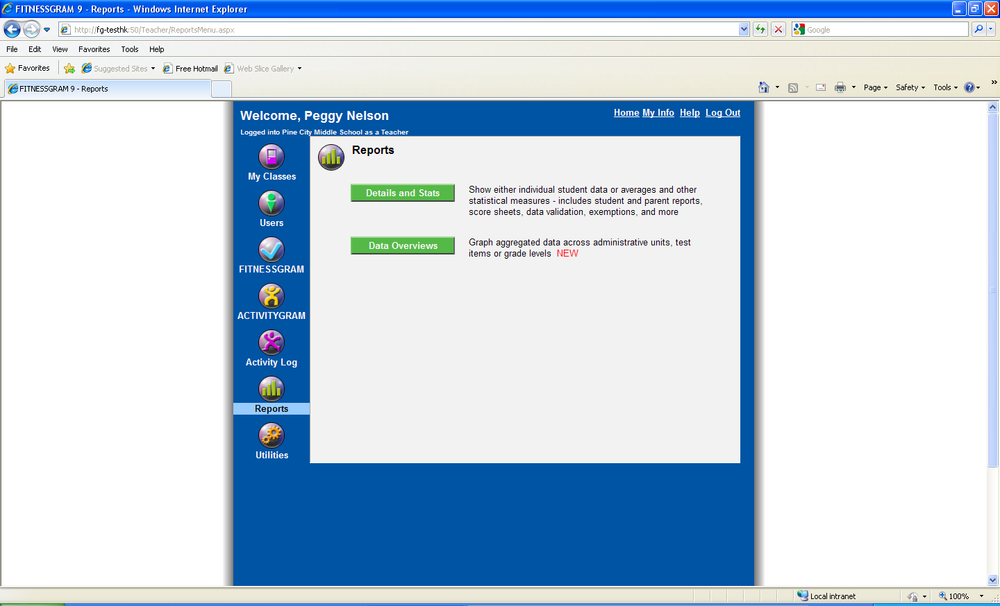 FITNESSGRAM 9 - Reports - Windows Internet Explorer
http://fg-testhk:50/Teacher/ReportsMenu.aspx
Google
File Edit View Favorites Tools Help
Favorites Suggested Sites Free Hotmail Web Slice Gallery
FITNESSGRAM 9 - Reports
Page Safety Tools
Welcome, Peggy Nelson
Home My Info Help Log Out
Logged into Pine City Middle School as a Teacher
My Classes
Users
FITNESSGRAM
ACTIVITYGRAM
Activity Log
Reports
Utilities
Reports
Details and Stats
Show either individual student data or averages and other
statistical measures - includes student and parent reports,
score sheets, data validation, exemptions, and more
Data Overviews
Graph aggregated data across administrative units, test
items or grade levels NEW
Local intranet
100%